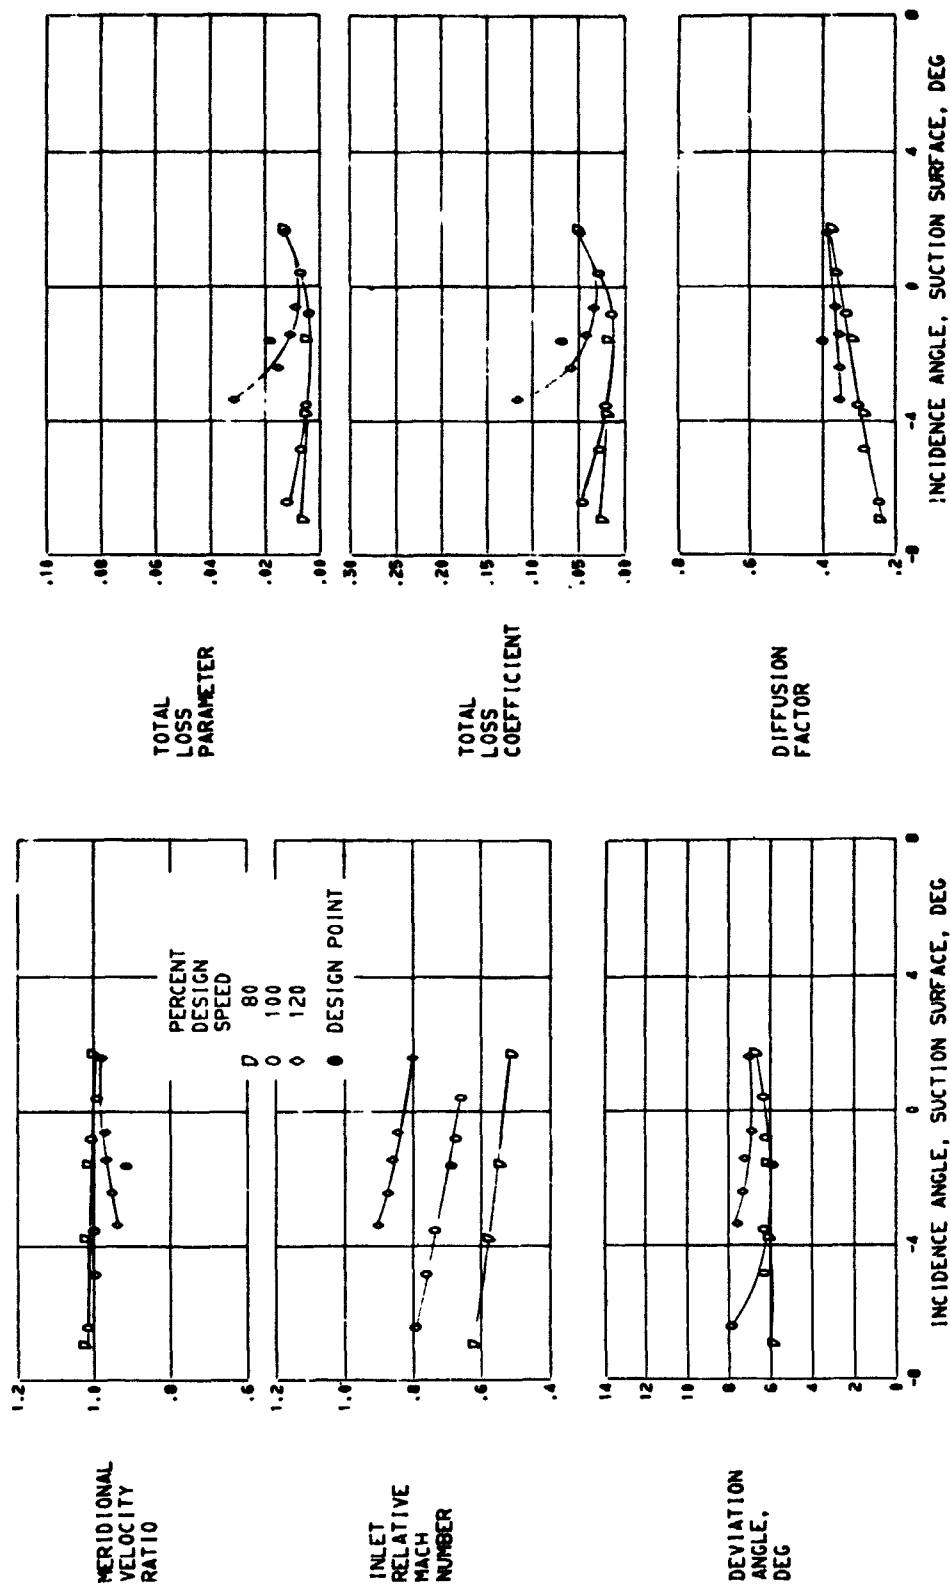 MERIDIONAL
VELOCITY
RATIO
1.2
1.0
.8
.6
PERCENT
DESIGN
SPEED
80
100
120
DESIGN POINT
INLET
RELATIVE
MACH
NUMBER
1.2
1.0
.8
.6
.4
DEVIATION
ANGLE,
DEG
14
12
10
8
6
4
2
0
-8 -4 0 4 8
INCIDENCE ANGLE, SUCTION SURFACE, DEG
TOTAL
LOSS
PARAMETER
.10
.08
.06
.04
.02
.00
TOTAL
LOSS
COEFFICIENT
.30
.25
.20
.15
.10
.05
.00
DIFFUSION
FACTOR
.8
.6
.4
.2
-8 -4 0 4 8
INCIDENCE ANGLE, SUCTION SURFACE, DEG